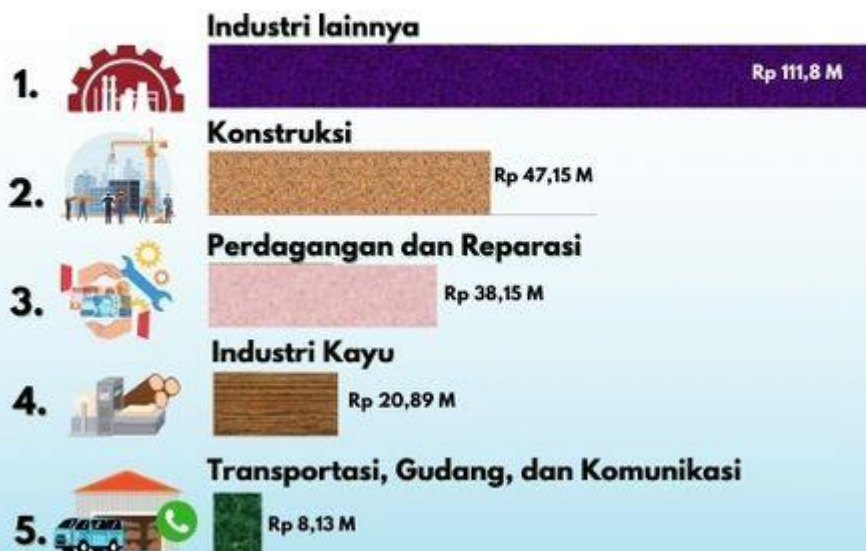 Industri lainnya
1.
Rp 111,8 M
Konstruksi
2.
Rp 47,15 M
Perdagangan dan Reparasi
3.
Rp 38,15 M
Industri Kayu
4.
Rp 20,89 M
Transportasi, Gudang, dan Komunikasi
5.
Rp 8,13 M